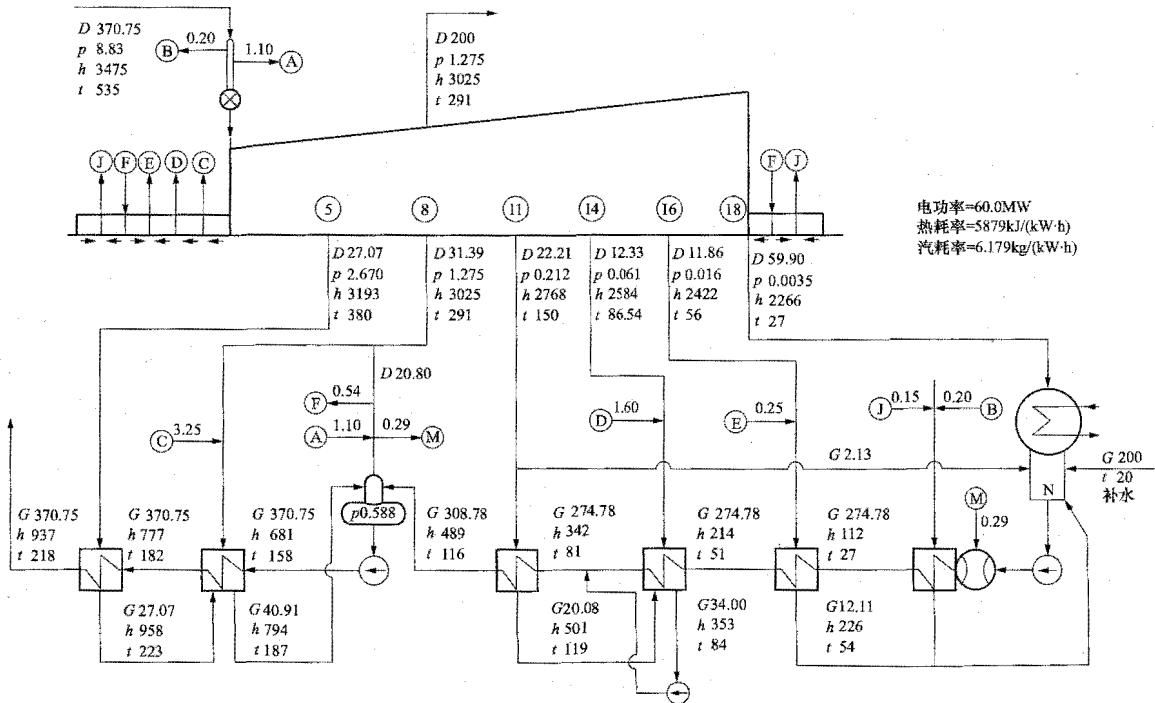 D 370.75
p 8.83
h 3475
t 535
B
0.20
1.10
A
D 200
p 1.275
h 3025
t 291
J
F
E
D
C
F
J
5
8
11
14
16
18
电功率=60.0MW
热耗率=5879kJ/(kW·h)
汽耗率=6.179kg/(kW·h)
D 27.07
p 2.670
h 3193
t 380
D 31.39
p 1.275
h 3025
t 291
D 22.21
p 0.212
h 2768
t 150
D 12.33
p 0.061
h 2584
t 86.54
D 11.86
p 0.016
h 2422
t 56
D 59.90
p 0.0035
h 2266
t 27
D 20.80
F
0.54
A
1.10
0.29
M
C
3.25
D
1.60
E
0.25
J
0.15
0.20
B
G 2.13
G 200
t 20
补水
N
M
0.29
p0.588
G 370.75
h 937
t 218
G 370.75
h 777
t 182
G 370.75
h 681
t 158
G 308.78
h 489
t 116
G 274.78
h 342
t 81
G 274.78
h 214
t 51
G 274.78
h 112
t 27
G 27.07
h 958
t 223
G 40.91
h 794
t 187
G20.08
h 501
t 119
G34.00
h 353
t 84
G12.11
h 226
t 54